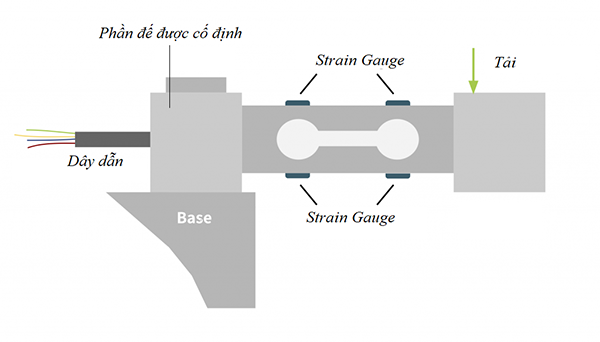 Phần đế được cố định
Strain Gauge
Tải
Dây dẫn
Base
Strain Gauge